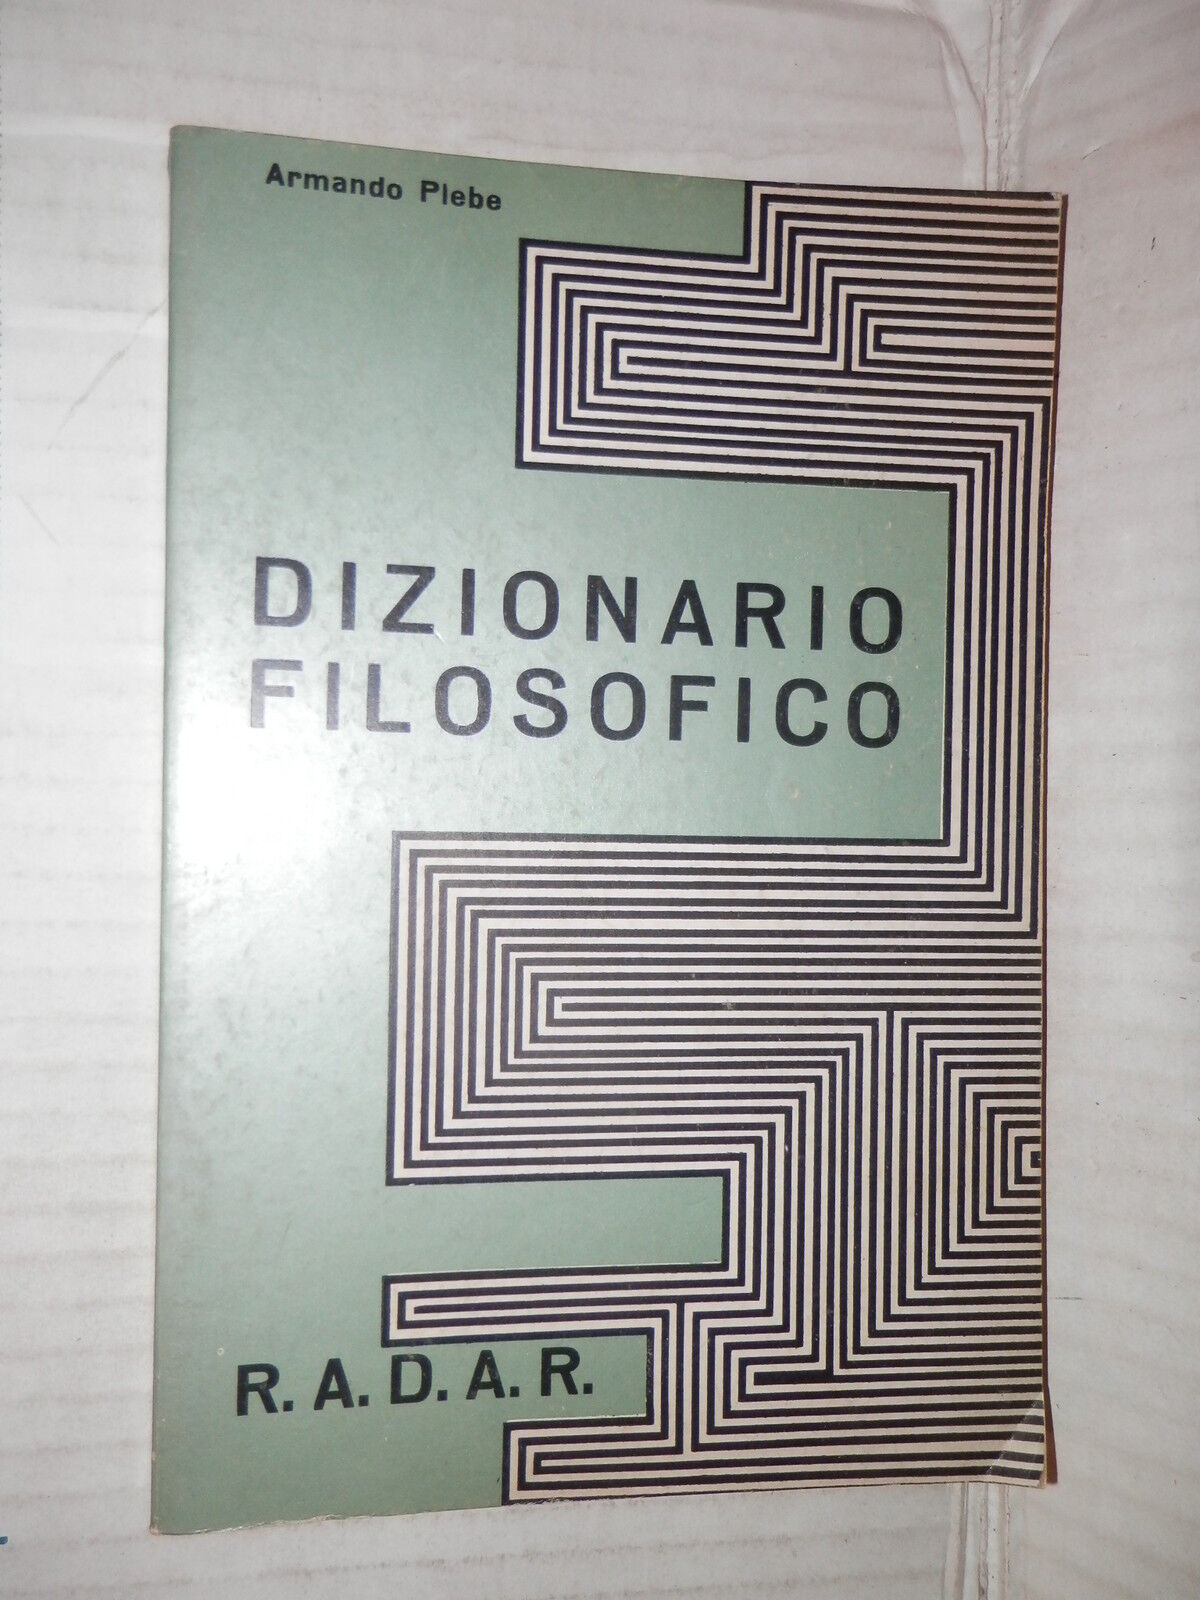 Armando Plebe
DIZIONARIO
FILOSOFICO
R.A.D.A.R.